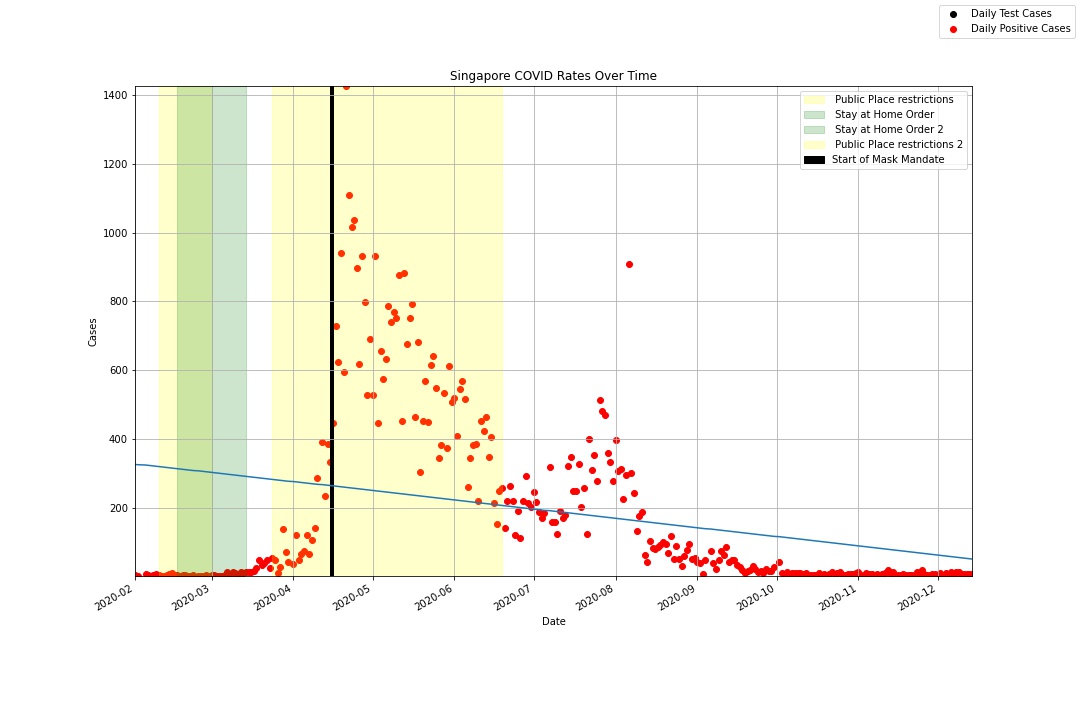 Daily Test Cases
Daily Positive Cases
Singapore COVID Rates Over Time
Public Place restrictions
Stay at Home Order
Stay at Home Order 2
Public Place restrictions 2
Start of Mask Mandate
1400
1200
1000
800
600
400
200
Cases
2020-02
2020-03
2020-04
2020-05
2020-06
2020-07
2020-08
2020-09
2020-10
2020-11
2020-12
Date